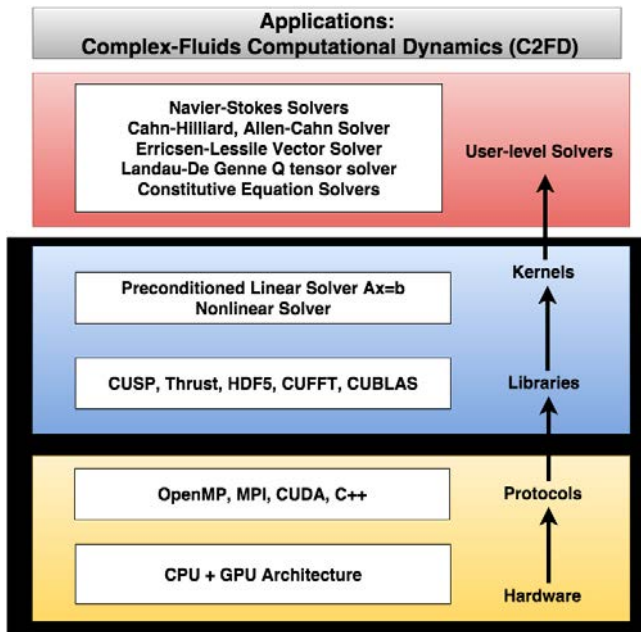 Applications:
Complex-Fluids Computational Dynamics (C2FD)
Navier-Stokes Solvers
Cahn-Hilliard, Allen-Cahn Solver
Erricsen-Lessile Vector Solver
Landau-De Genne Q tensor solver
Constitutive Equation Solvers
User-level Solvers
Preconditioned Linear Solver Ax=b
Nonlinear Solver
Kernels
CUSP, Thrust, HDF5, CUFFT, CUBLAS
Libraries
OpenMP, MPI, CUDA, C++
Protocols
CPU + GPU Architecture
Hardware